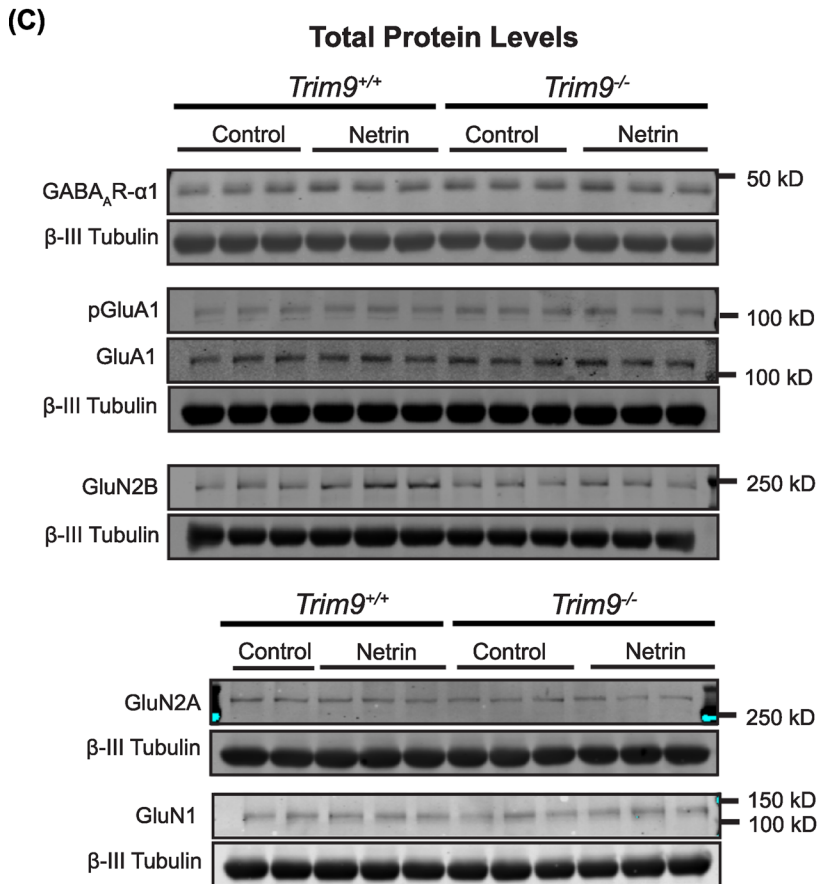 (C)
Total Protein Levels
Trim9+/+ Trim9-/-
Control Netrin Control Netrin
GABAAR-α1 50 kD
β-III Tubulin
pGluA1 100 kD
GluA1 100 kD
β-III Tubulin
GluN2B 250 kD
β-III Tubulin
Trim9+/+ Trim9-/-
Control Netrin Control Netrin
GluN2A 250 kD
β-III Tubulin
150 kD
GluN1 100 kD
β-III Tubulin